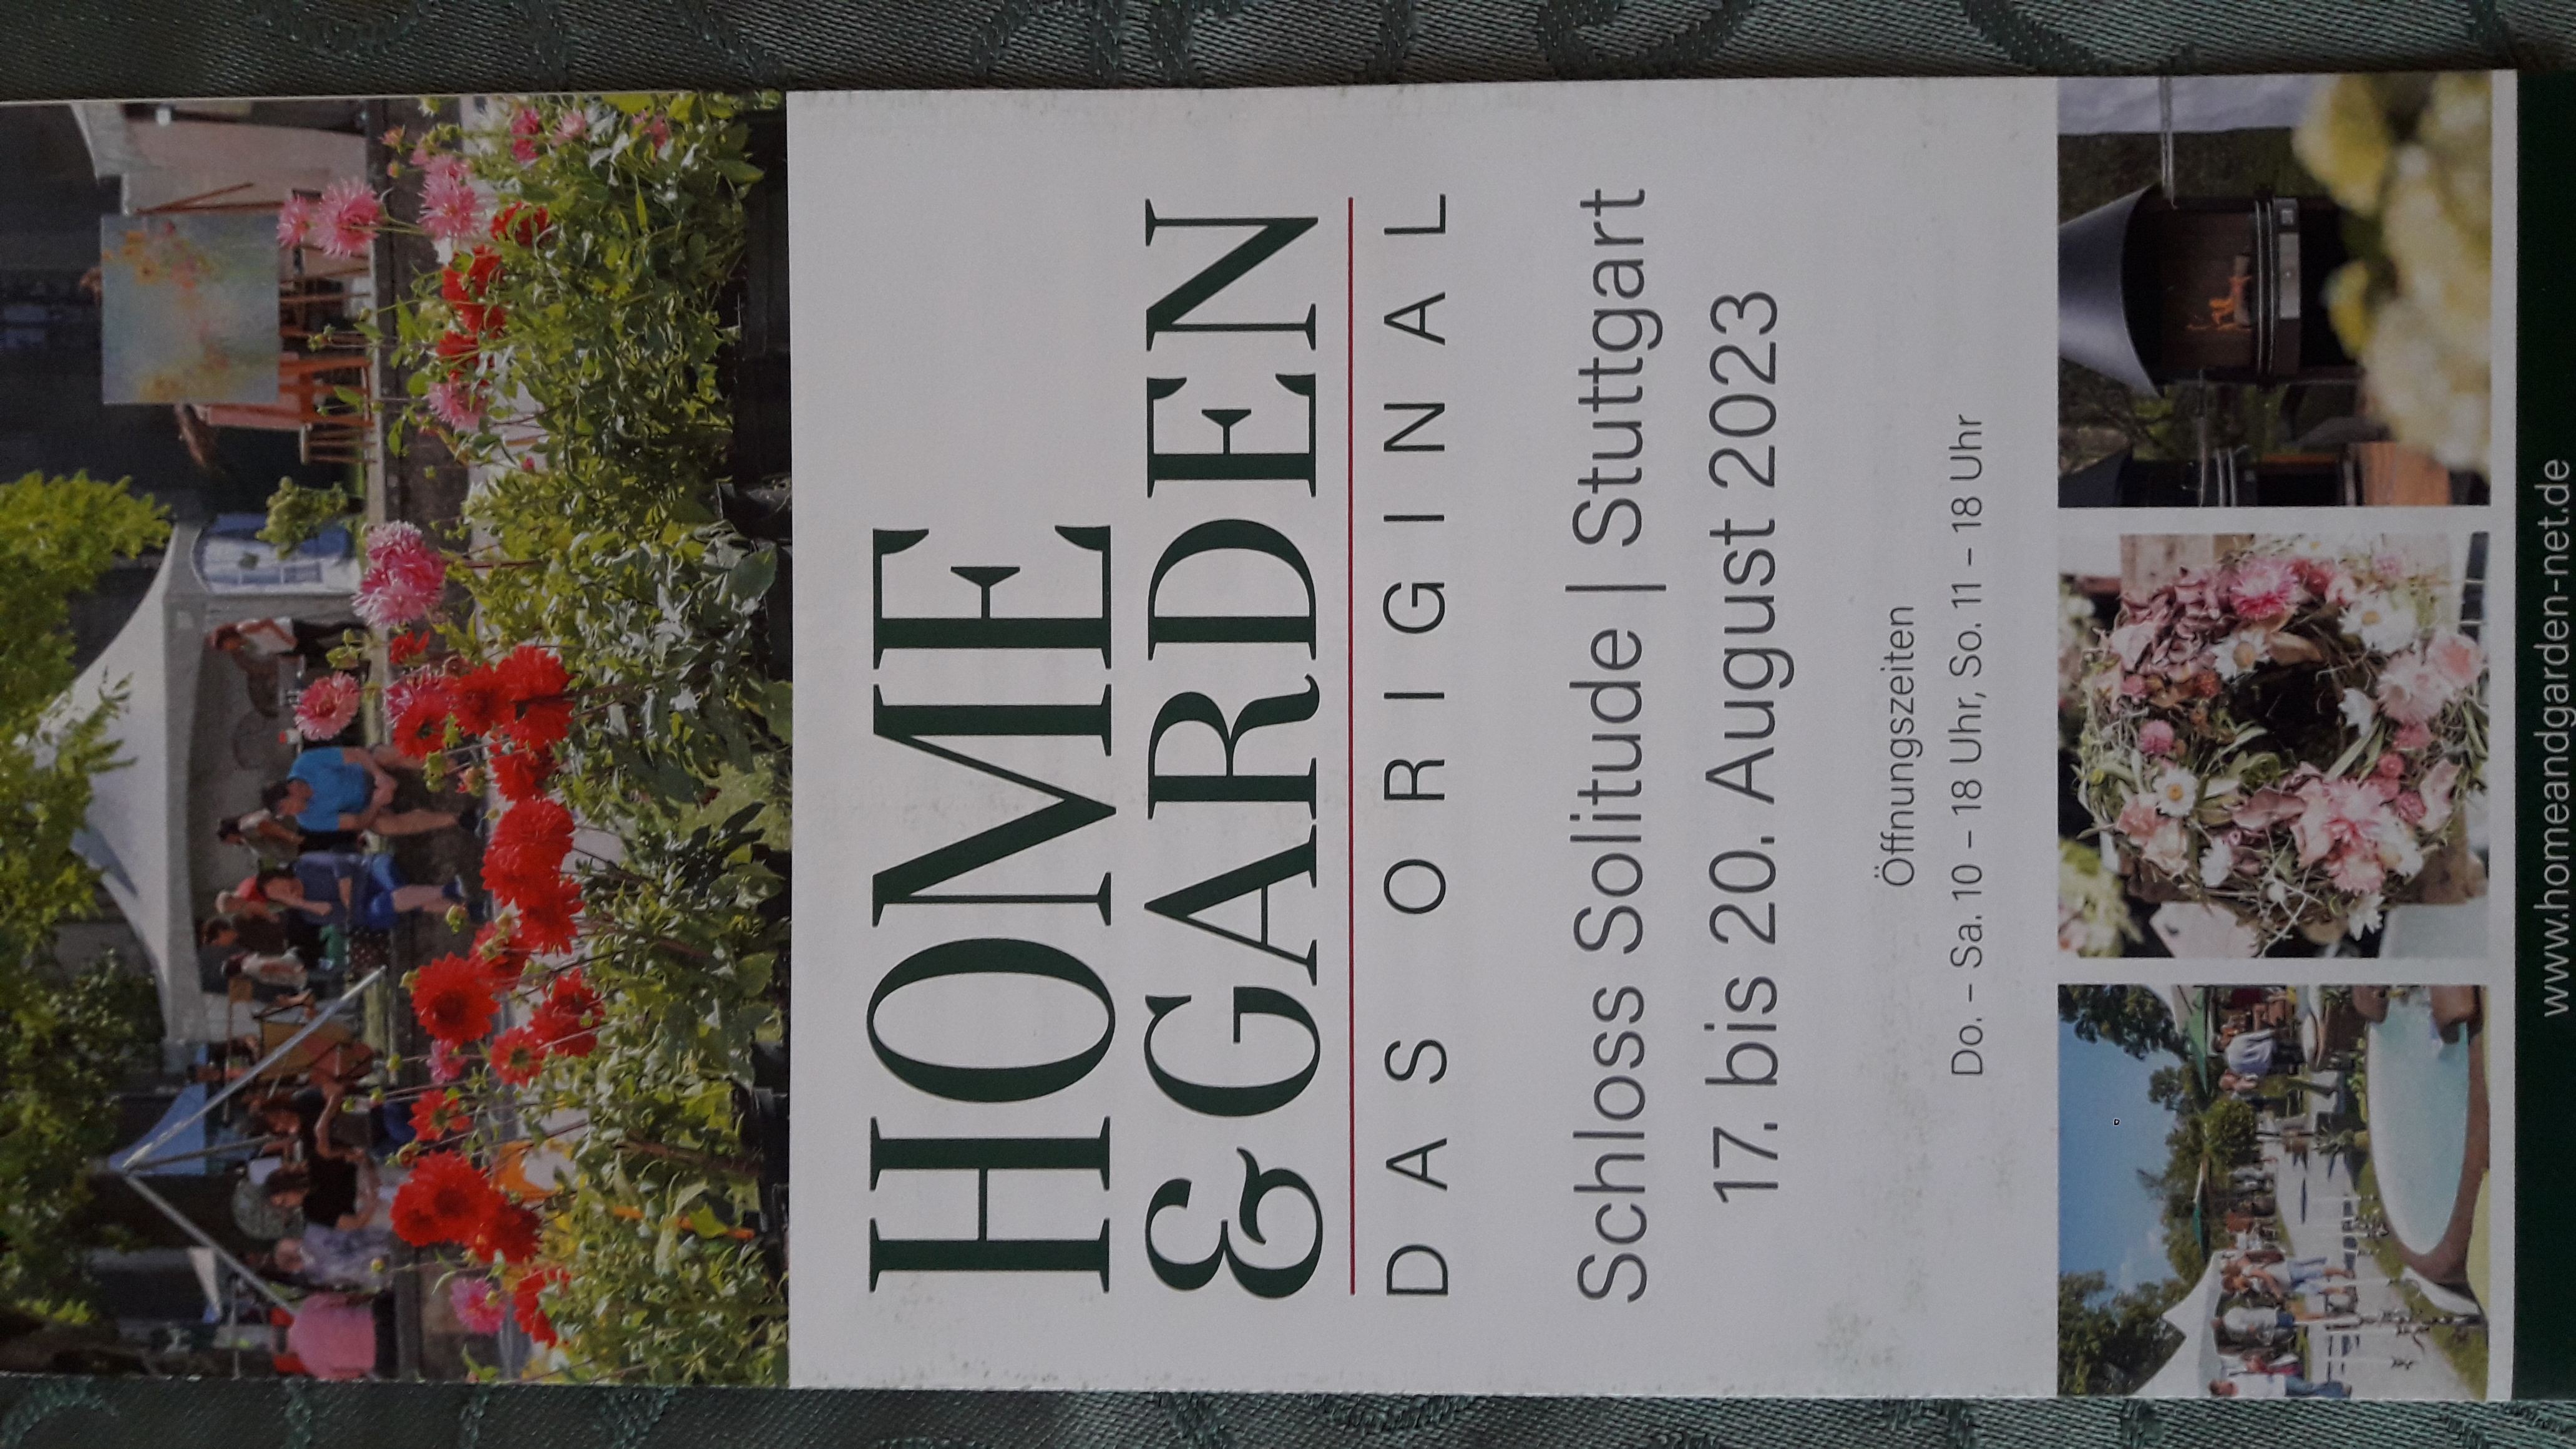 HOME
& GARDEN
DAS ORIGINAL
Schloss Solitude | Stuttgart
17. bis 20. August 2023
Öffnungszeiten
Do. – Sa. 10 – 18 Uhr, So. 11 – 18 Uhr
www.homeandgarden-net.de